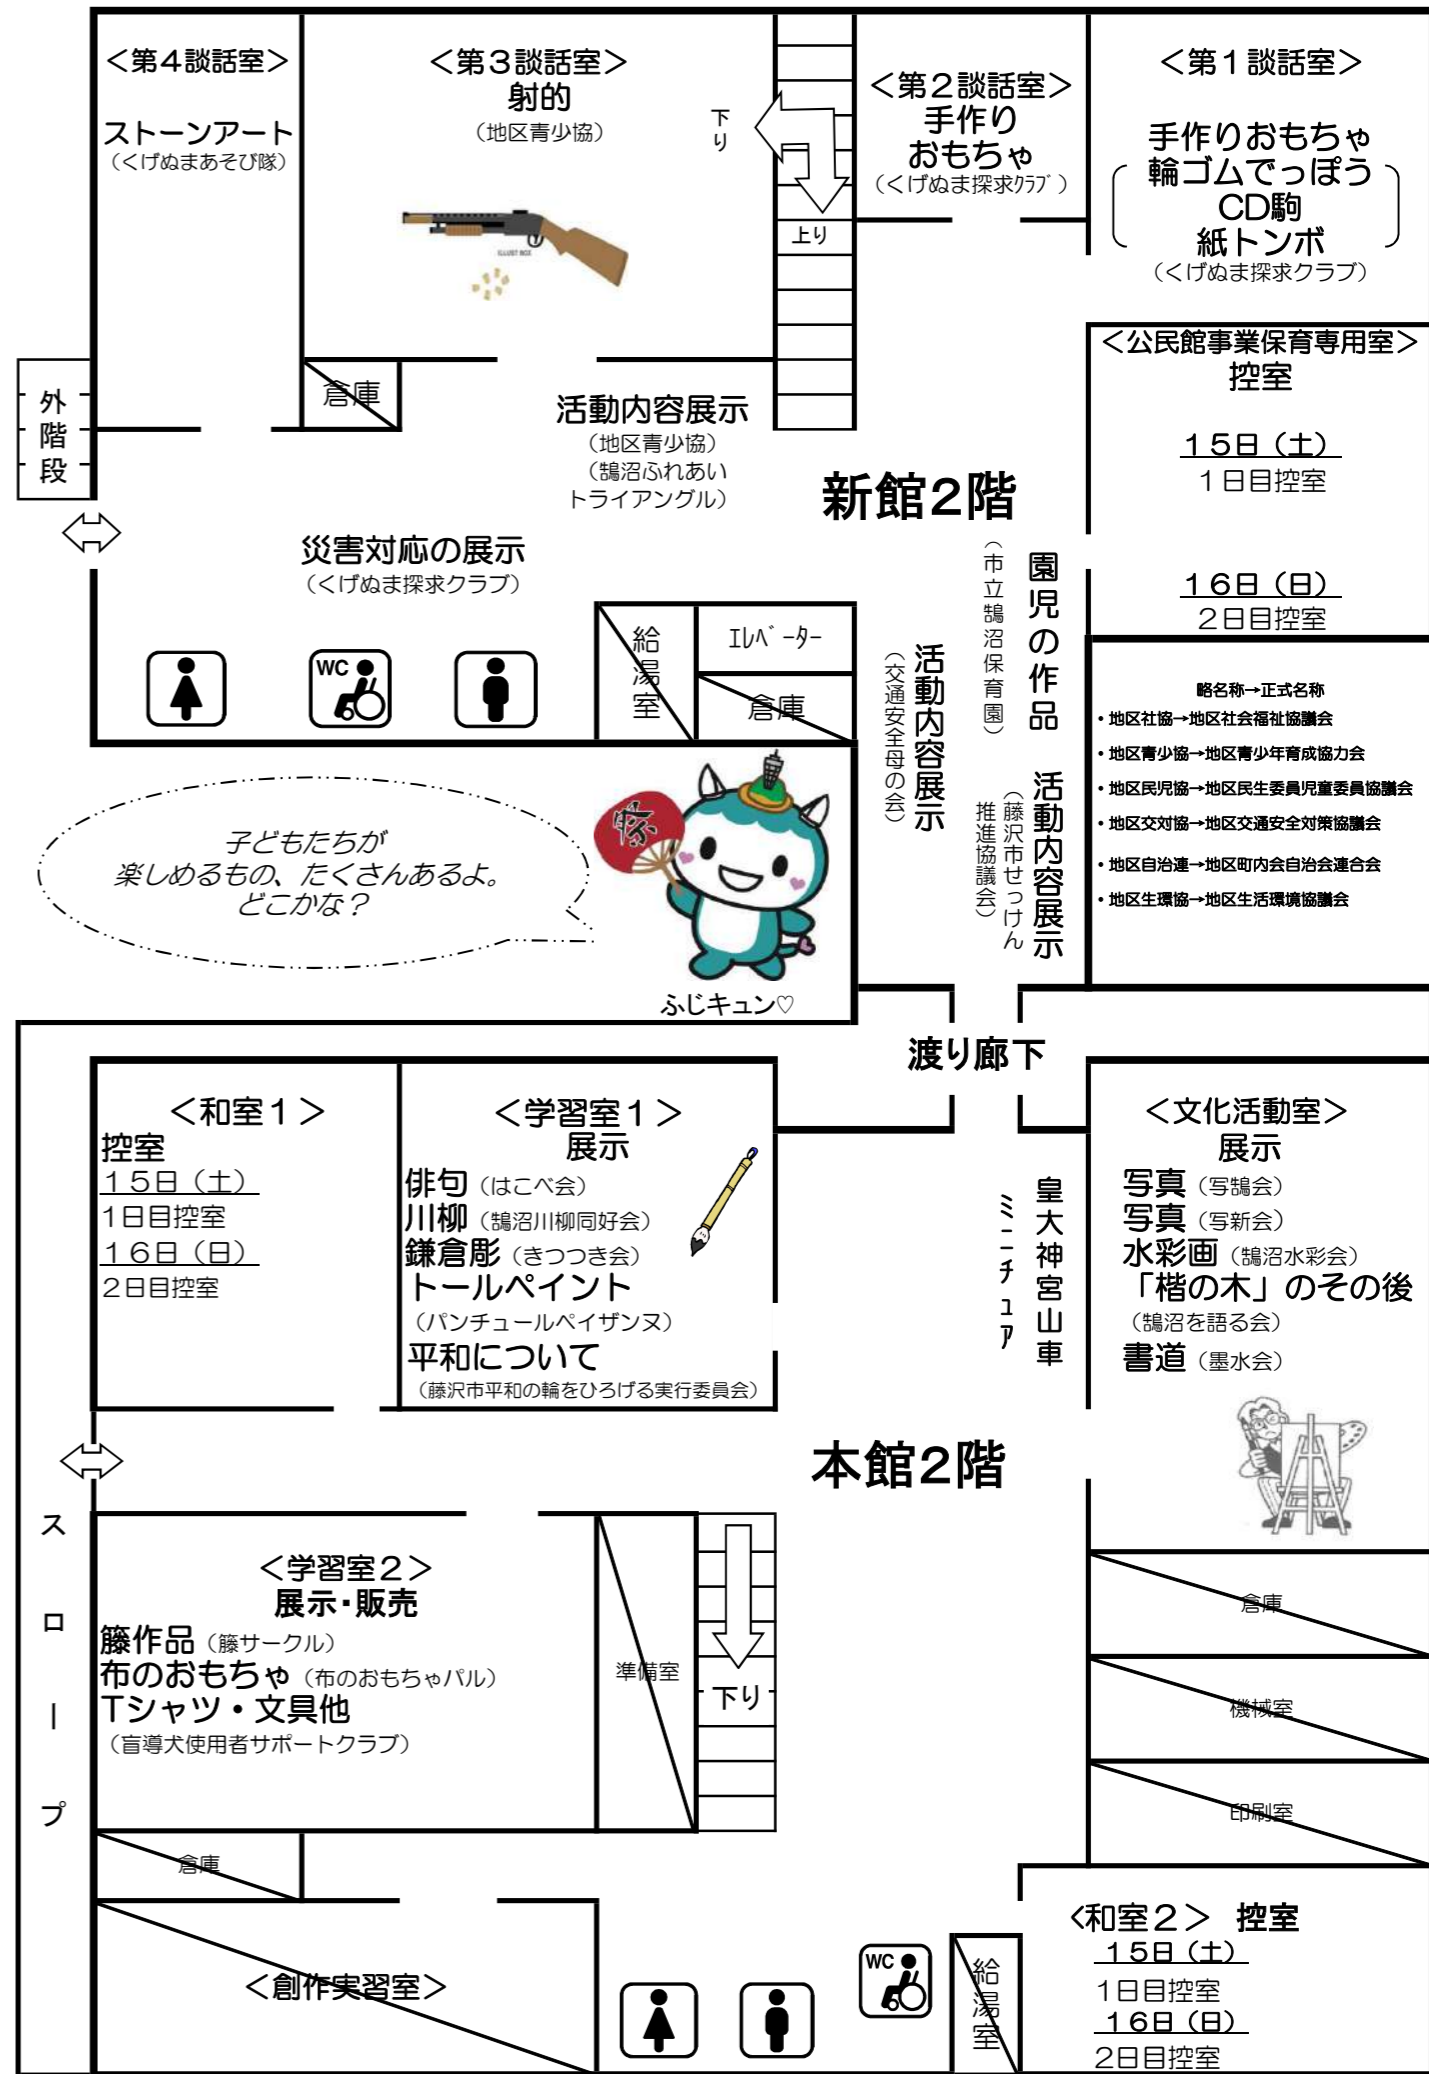 ＜第４談話室＞
ストーンアート
（くげぬまあそび隊）
＜第３談話室＞
射的
（地区青少協）
ILLUST BOX
下り
上り
＜第２談話室＞
手作り
おもちゃ
（くげぬま探求ｸﾗﾌﾞ）
＜第１談話室＞
手作りおもちゃ
輪ゴムでっぽう
CD駒
紙トンボ
（くげぬま探求クラブ）
外階段
倉庫
活動内容展示
（地区青少協）
（鵠沼ふれあい
トライアングル）
＜公民館事業保育専用室＞
控室
１５日（土）
１日目控室
１６日（日）
２日目控室
新館２階
災害対応の展示
（くげぬま探求クラブ）
WC
給湯室
ｴﾚﾍﾞｰﾀｰ
倉庫
園児の作品
（市立鵠沼保育園）
活動内容展示
（交通安全母の会）
活動内容展示
（藤沢市せっけん
推進協議会）
略名称→正式名称
・地区社協→地区社会福祉協議会
・地区青少協→地区青少年育成協力会
・地区民児協→地区民生委員児童委員協議会
・地区交対協→地区交通安全対策協議会
・地区自治連→地区町内会自治会連合会
・地区生環協→地区生活環境協議会
子どもたちが
楽しめるもの、たくさんあるよ。
どこかな？
祭
ふじキュン♡
渡り廊下
＜和室１＞
控室
１５日（土）
1日目控室
１６日（日）
２日目控室
＜学習室１＞
展示
俳句（はこべ会）
川柳（鵠沼川柳同好会）
鎌倉彫（きつつき会）
トールペイント
（パンチュールペイザンヌ）
平和について
（藤沢市平和の輪をひろげる実行委員会）
皇大神宮山車
ミニチュア
＜文化活動室＞
展示
写真（写鵠会）
写真（写新会）
水彩画（鵠沼水彩会）
「楷の木」のその後
（鵠沼を語る会）
書道（墨水会）
本館２階
スロープ
＜学習室２＞
展示・販売
籐作品（籐サークル）
布のおもちゃ（布のおもちゃパル）
Tシャツ・文具他
（盲導犬使用者サポートクラブ）
準備室
下り
倉庫
機械室
印刷室
倉庫
＜創作実習室＞
WC
給湯室
＜和室２＞ 控室
１５日（土）
１日目控室
１６日（日）
２日目控室